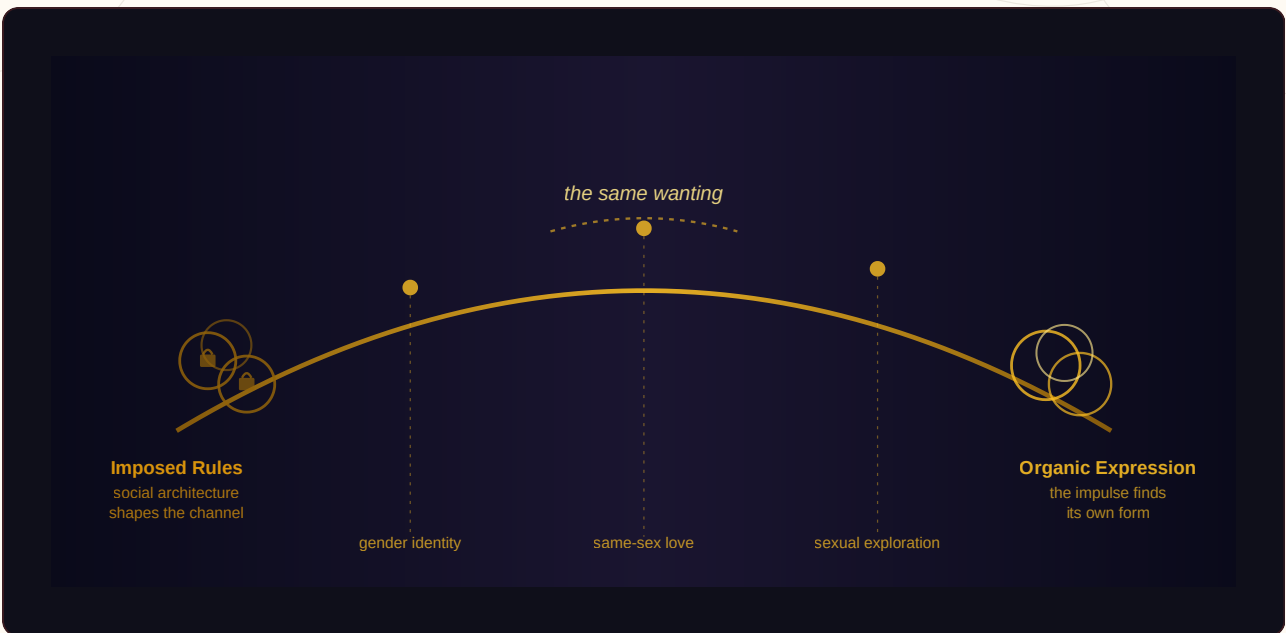 the same wanting
Imposed Rules
social architecture
shapes the channel
Organic Expression
the impulse finds
its own form
gender identity
same-sex love
sexual exploration